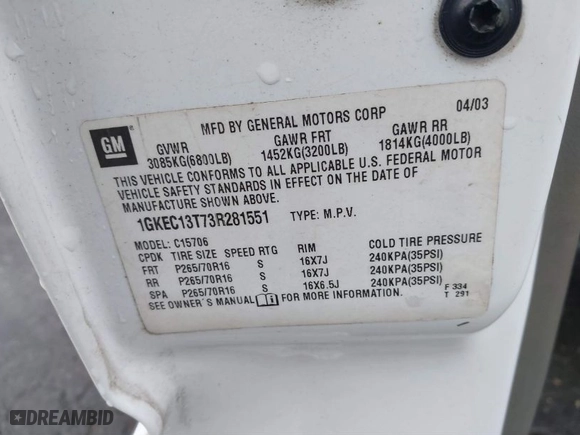 MFD BY GENERAL MOTORS CORP 04/03
GM
GVWR GAWR FRT GAWR RR
3085KG(6800LB) 1452KG(3200LB) 1814KG(4000LB)
THIS VEHICLE CONFORMS TO ALL APPLICABLE U.S. FEDERAL MOTOR
VEHICLE SAFETY STANDARDS IN EFFECT ON THE DATE OF
MANUFACTURE SHOWN ABOVE.
1GKEC13T73R281551 TYPE: M.P.V.
MODEL: C15706
CPDK TIRE SIZE SPEED RTG RIM COLD TIRE PRESSURE
FRT P265/70R16 S 16X7J 240KPA(35PSI)
RR P265/70R16 S 16X7J 240KPA(35PSI)
SPA P265/70R16 S 16X6.5J 240KPA(35PSI)
SEE OWNER'S MANUAL FOR MORE INFORMATION.
F 334
T 291
DREAMBID